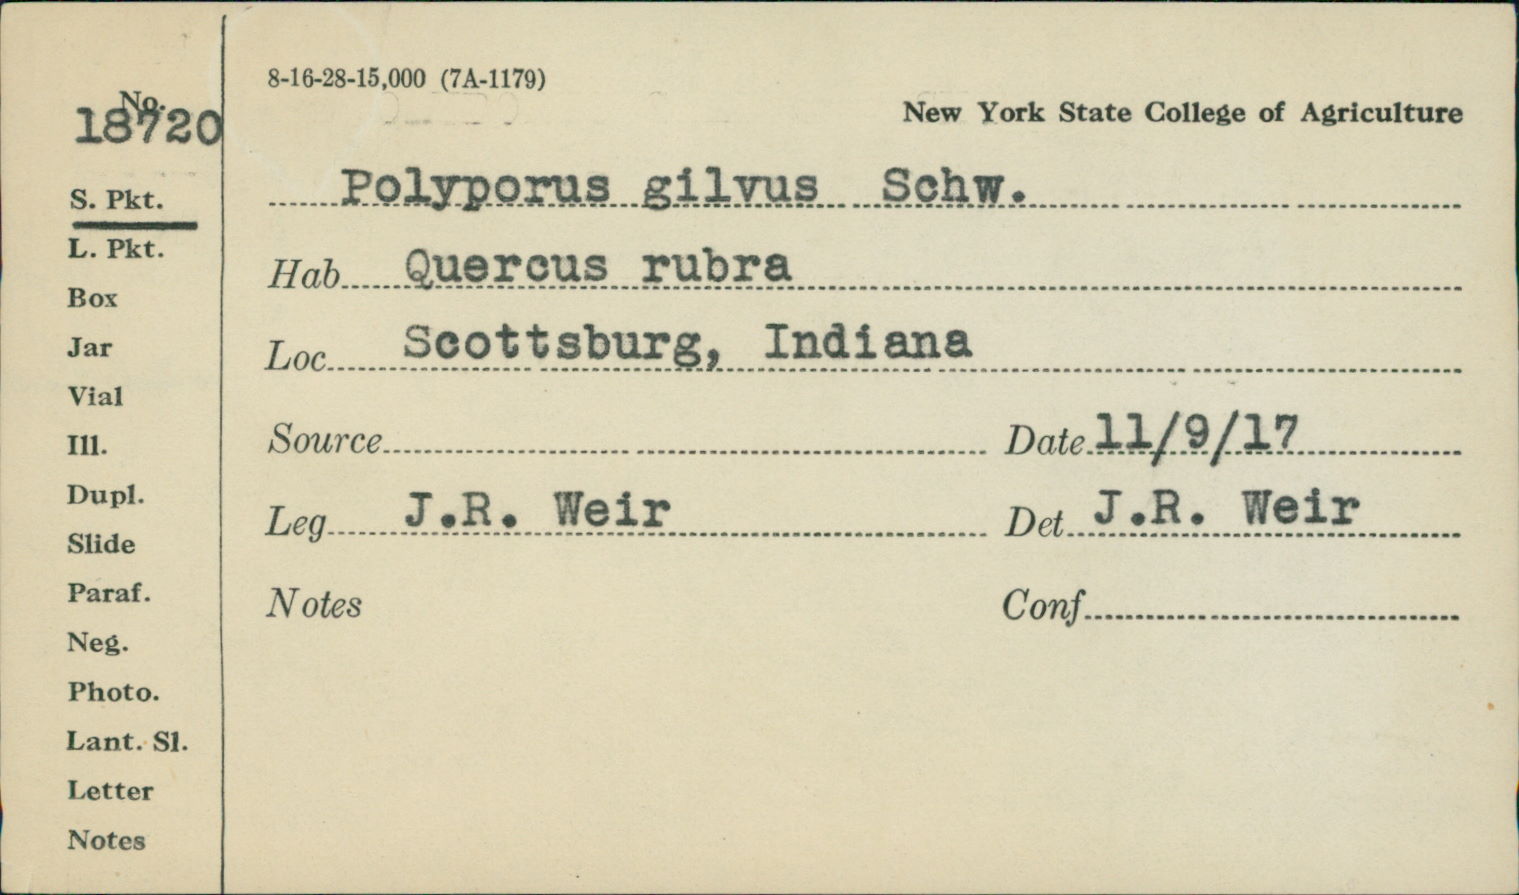 No.
18720
S. Pkt.
L. Pkt.
Box
Jar
Vial
Ill.
Dupl.
Slide
Paraf.
Neg.
Photo.
Lant. Sl.
Letter
Notes
8-16-28-15,000 (7A-1179)
New York State College of Agriculture
Polyporus gilvus Schw.
Hab Quercus rubra
Loc Scottsburg, Indiana
Source Date 11/9/17
Leg J.R. Weir Det J.R. Weir
Notes Conf